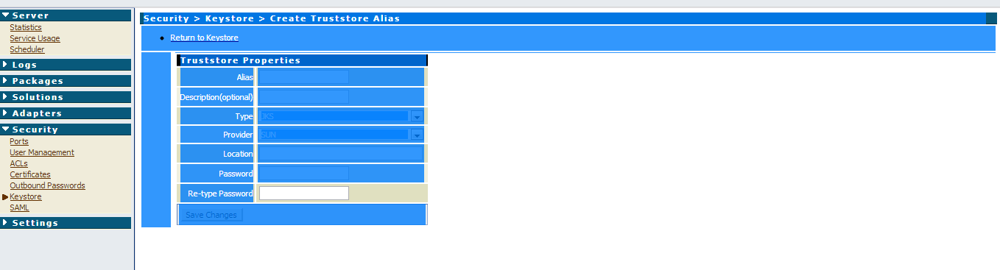 Server
Statistics
Service Usage
Scheduler
Logs
Packages
Solutions
Adapters
Security
Ports
User Management
ACLs
Certificates
Outbound Passwords
Keystore
SAML
Settings
Security > Keystore > Create Truststore Alias
Return to Keystore
Truststore Properties
Alias
Description(optional)
Type JKS
Provider SUN
Location
Password
Re-type Password
Save Changes